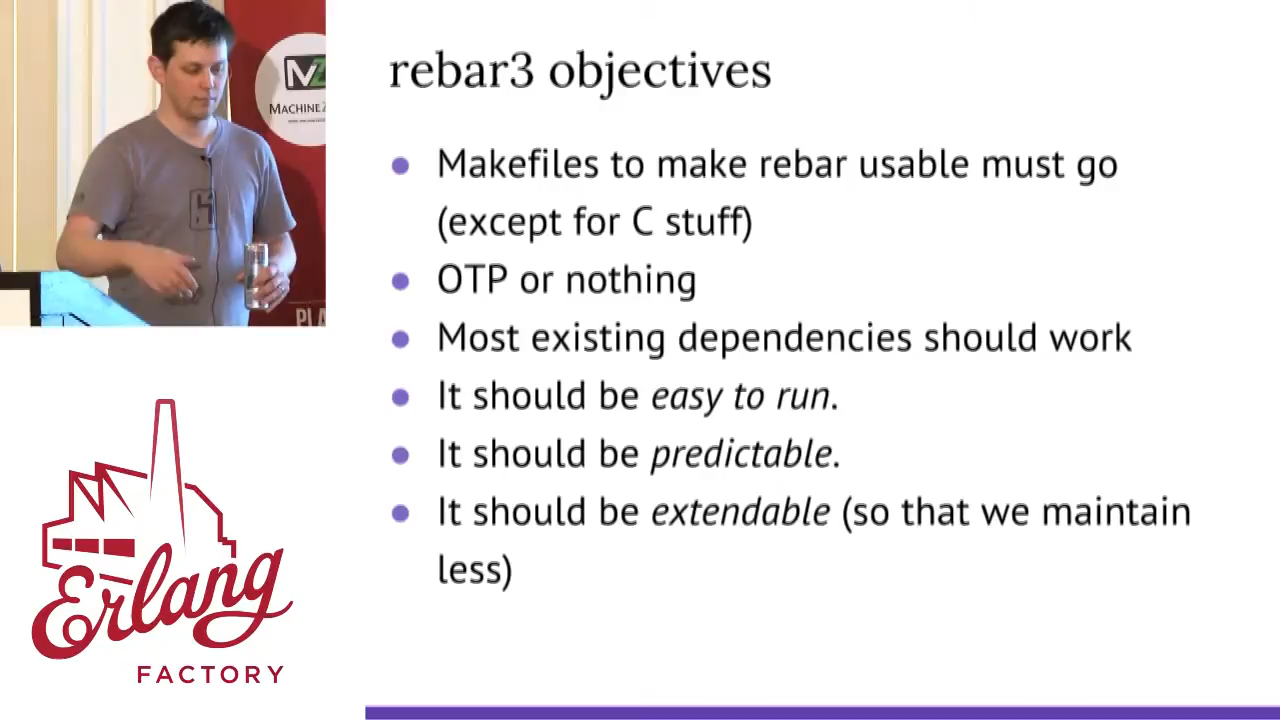 rebar3 objectives
Makefiles to make rebar usable must go
(except for C stuff)
OTP or nothing
Most existing dependencies should work
It should be easy to run.
It should be predictable.
It should be extendable (so that we maintain
less)
MZ
MACHINE
Erlang
FACTORY